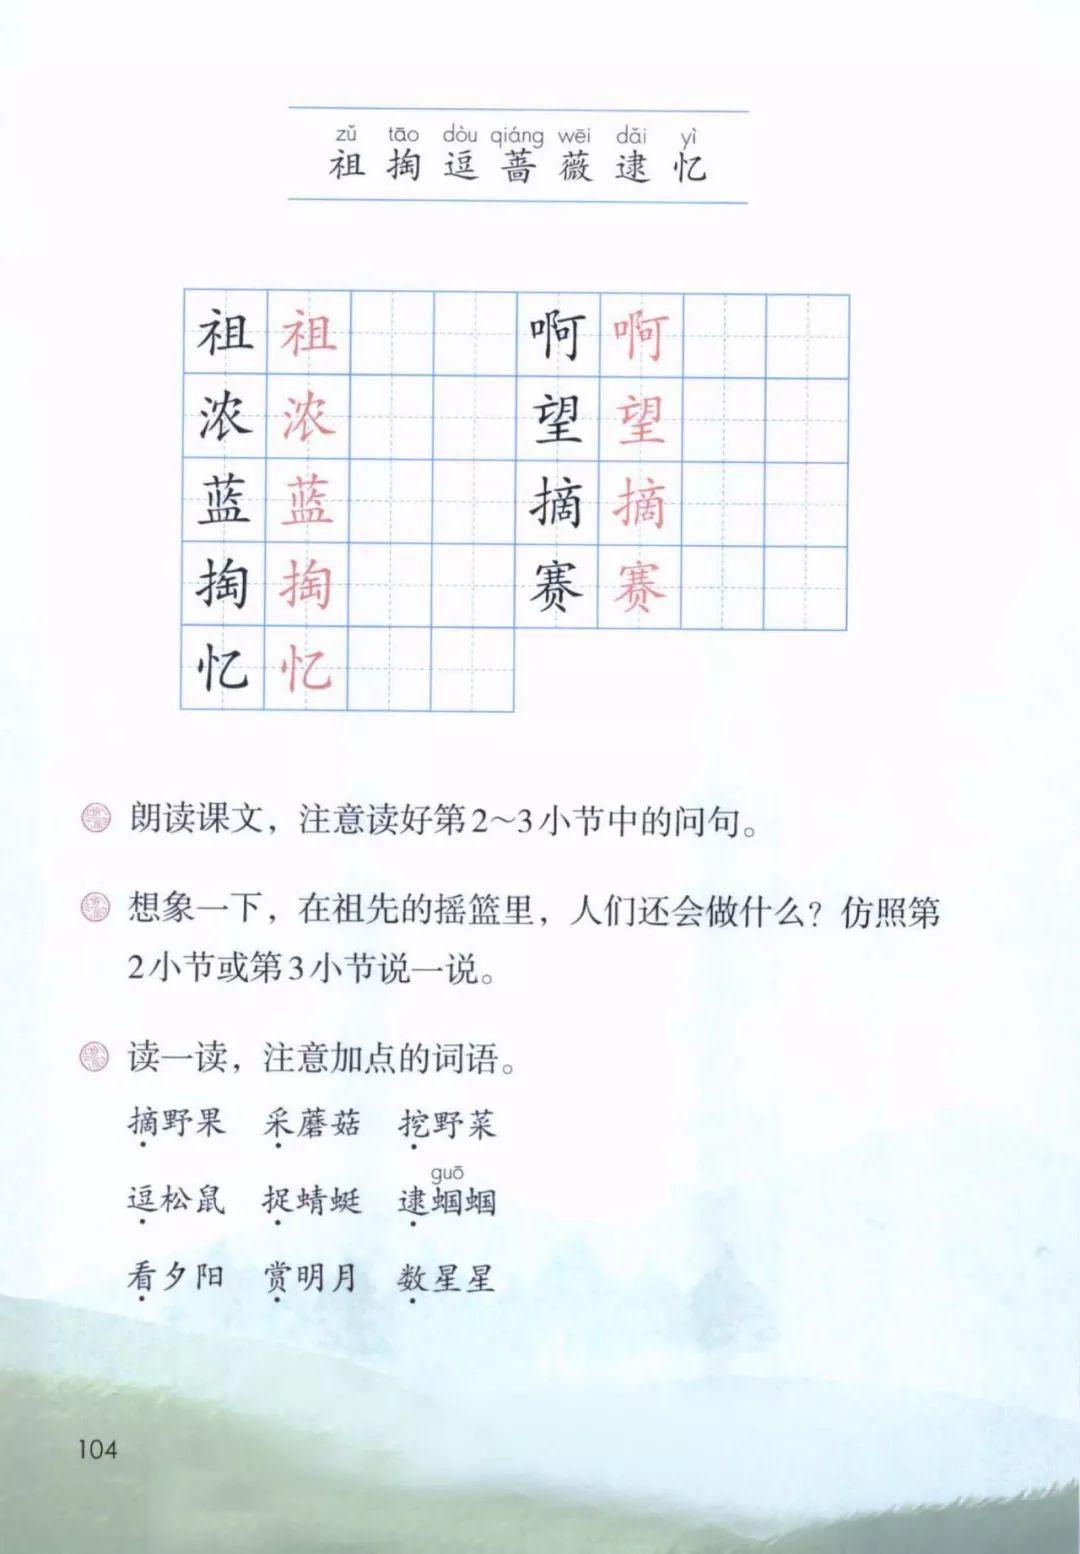 zǔ tāo dòu qiáng wēi dǎi yì
祖 掏 逗 蔷 薇 逮 忆
祖 祖 啊 啊
浓 浓 望 望
蓝 蓝 摘 摘
掏 掏 赛 赛
忆 忆
朗读课文，注意读好第2～3小节中的问句。
想象一下，在祖先的摇篮里，人们还会做什么？仿照第
2小节或第3小节说一说。
读一读，注意加点的词语。
摘野果 采蘑菇 挖野菜
guō
逗松鼠 捉蜻蜓 逮蝈蝈
看夕阳 赏明月 数星星
104